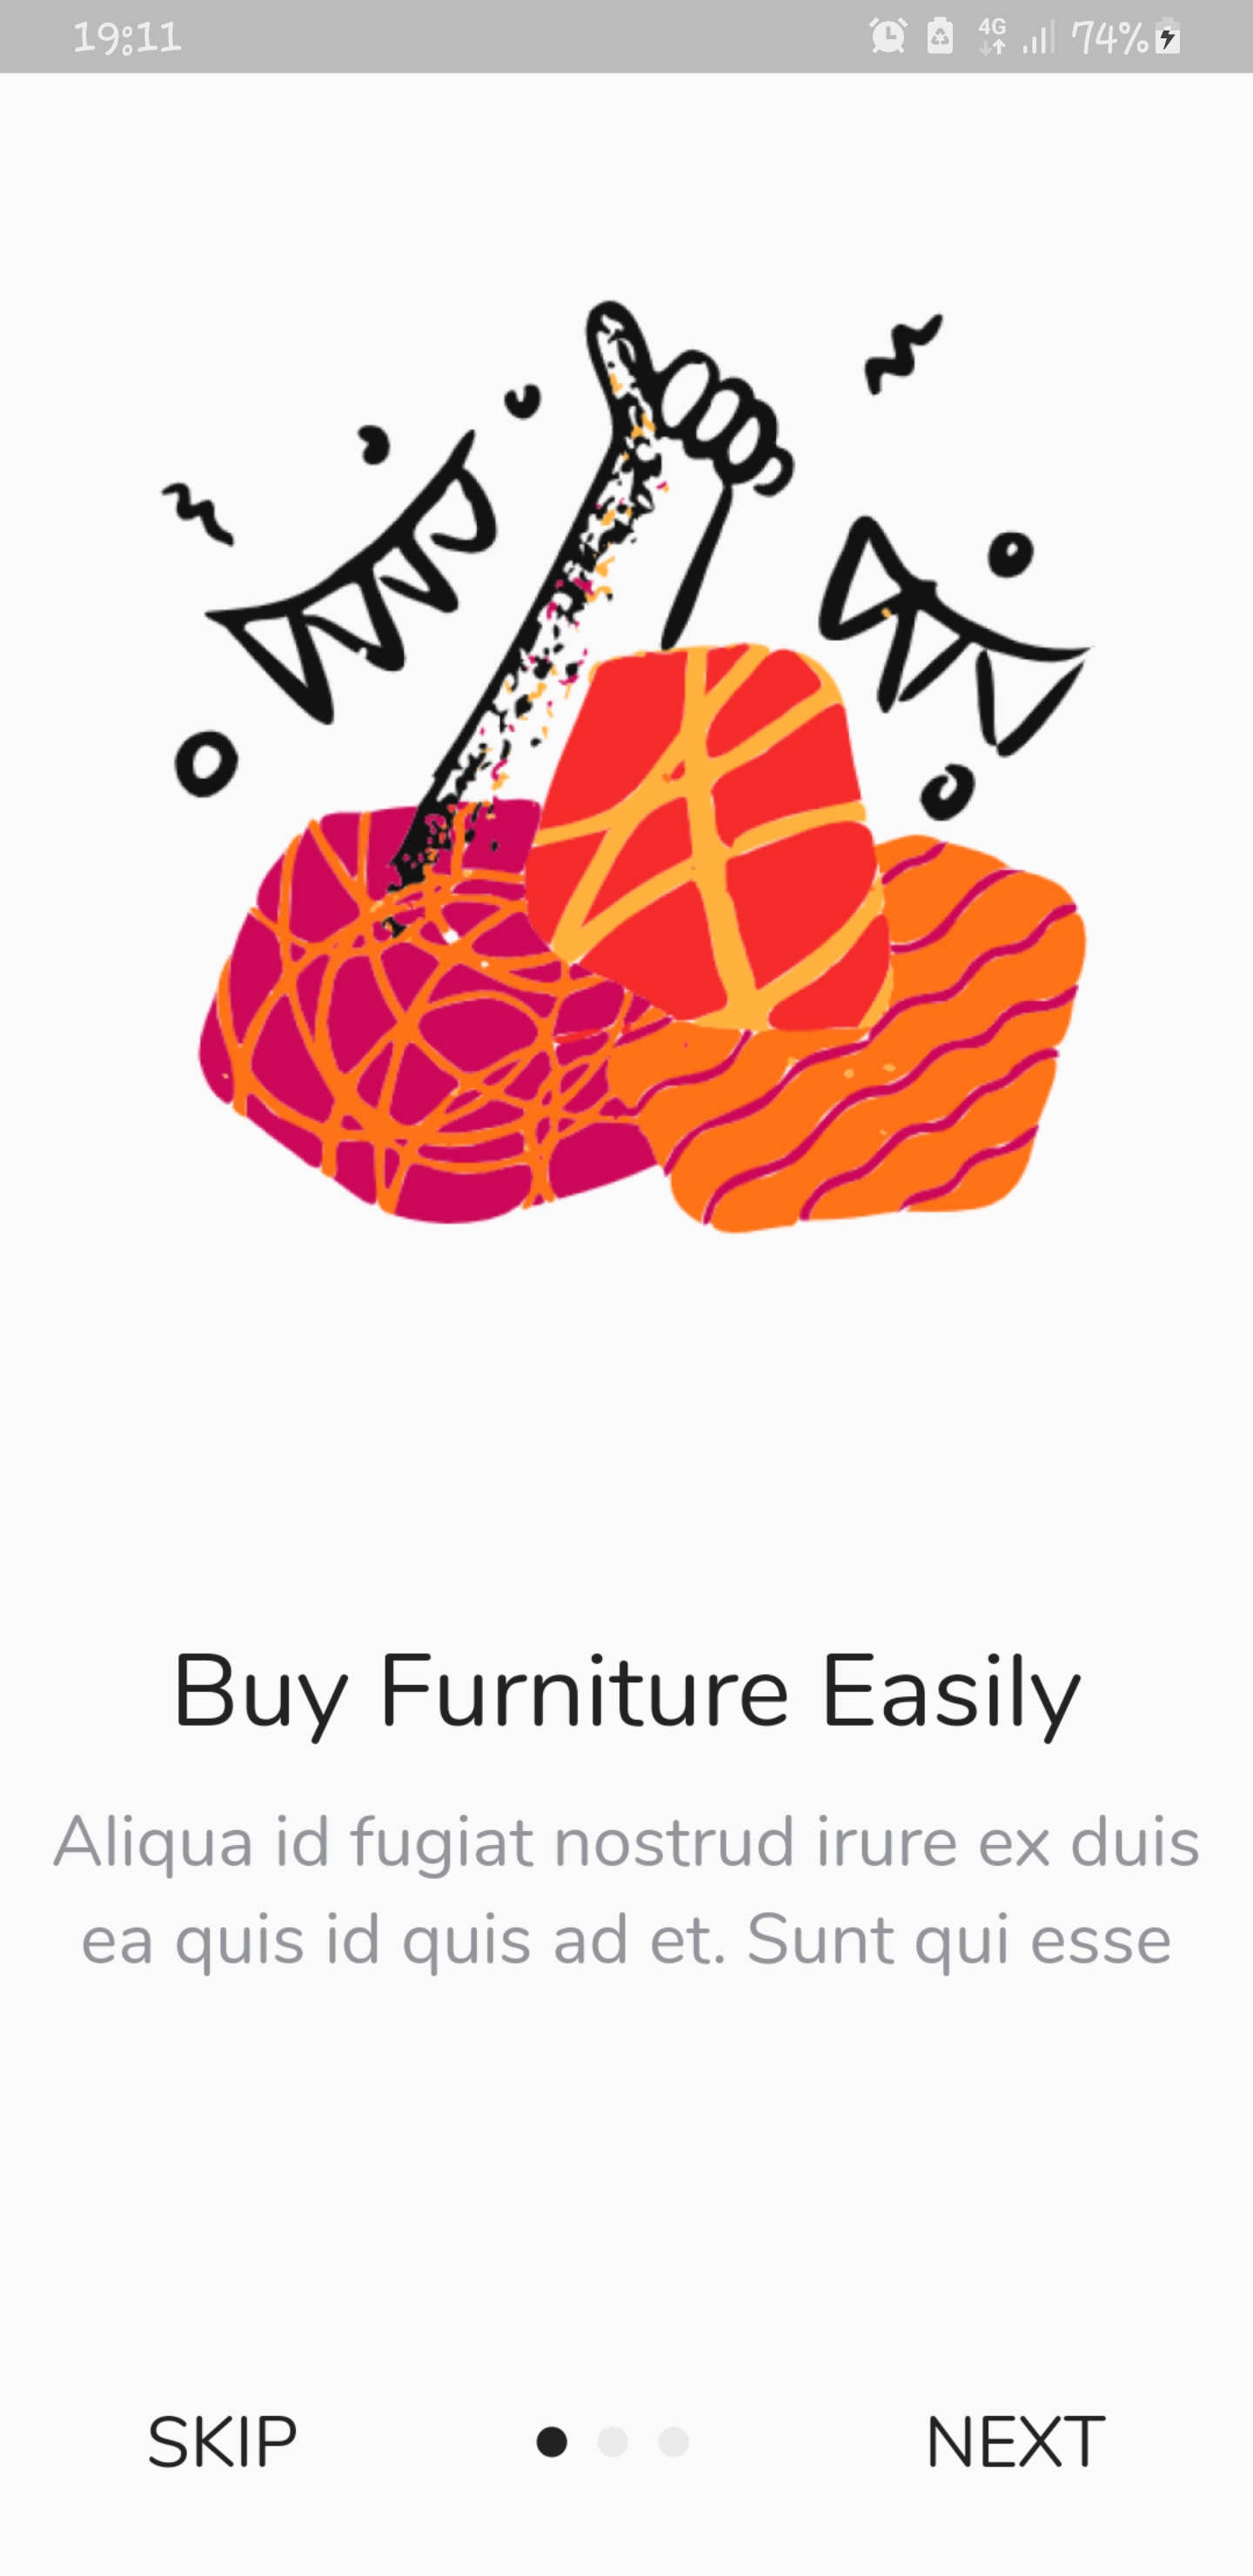 19:11
4G 74%
Buy Furniture Easily
Aliqua id fugiat nostrud irure ex duis
ea quis id quis ad et. Sunt qui esse
SKIP
NEXT